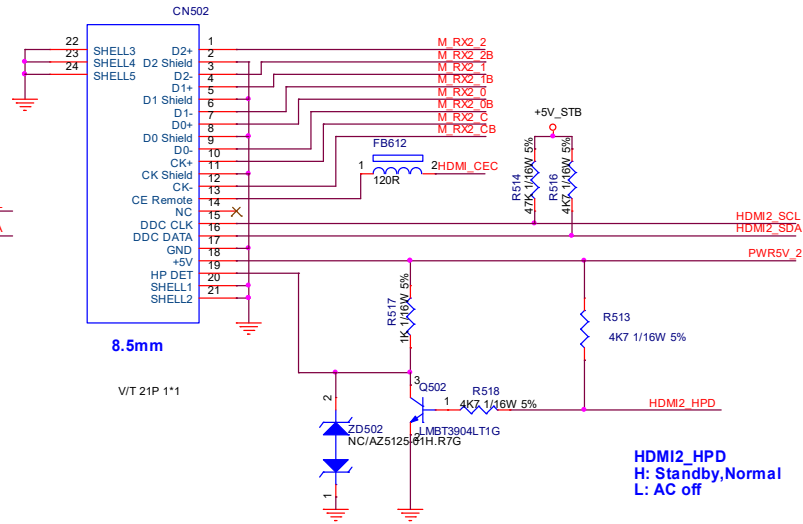 CN502
22 SHELL3 D2+ 1 M_RX2_2
23 SHELL4 D2 Shield 2
24 SHELL5 D2- 3 M_RX2_2B
D1+ 4 M_RX2_1
D1 Shield 5
D1- 6 M_RX2_1B
D0+ 7 M_RX2_0
D0 Shield 8
D0- 9 M_RX2_0B
CK+ 10 M_RX2_C
CK Shield 11
CK- 12 M_RX2_CB
CE Remote 13
NC 14
DDC CLK 15 HDMI2_SCL
DDC DATA 16 HDMI2_SDA
GND 17
+5V 18 PWR5V_2
HP DET 19
SHELL1 20
SHELL2 21
FB612
1 2 HDMI_CEC
120R
+5V_STB
R514
47K 1/16W 5%
R516
4K7 1/16W 5%
R517
1K 1/16W 5%
R513
4K7 1/16W 5%
8.5mm
V/T 21P 1*1
3 Q502
R518
1 4K7 1/16W 5%
HDMI2_HPD
LMBT3904LT1G
2
2
ZD502
NC/AZ5125-01H.R7G
1
HDMI2_HPD
H: Standby,Normal
L: AC off